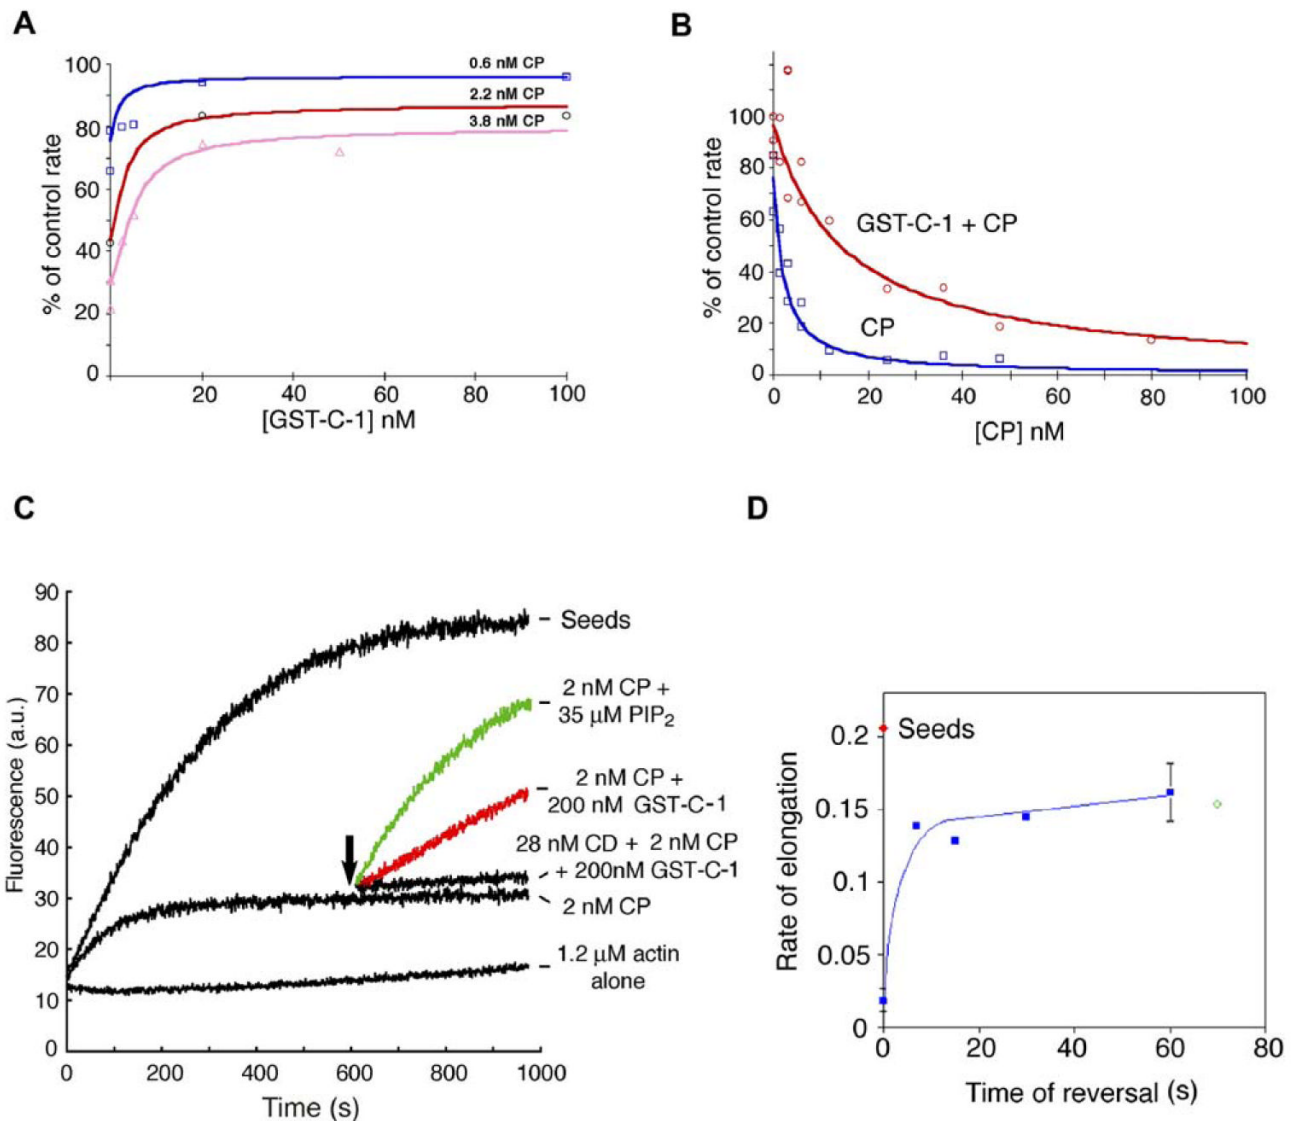 A
% of control rate
100
80
60
40
20
0
0.6 nM CP
2.2 nM CP
3.8 nM CP
20
40
60
80
100
[GST-C-1] nM
B
% of control rate
100
80
60
40
20
0
GST-C-1 + CP
CP
0
20
40
60
80
100
[CP] nM
C
Fluorescence (a.u.)
90
80
70
60
50
40
30
20
10
0
Seeds
2 nM CP +
35 µM PIP2
2 nM CP +
200 nM GST-C-1
28 nM CD + 2 nM CP
+ 200nM GST-C-1
2 nM CP
1.2 µM actin
alone
0
200
400
600
800
1000
Time (s)
D
Rate of elongation
0.2
0.15
0.1
0.05
0
Seeds
0
20
40
60
80
Time of reversal (s)